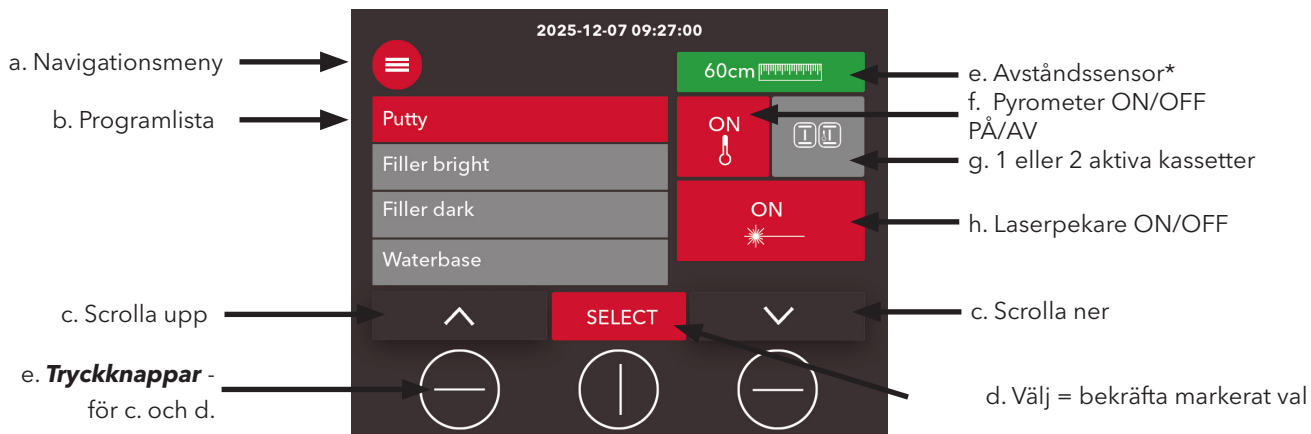 2025-12-07 09:27:00
a. Navigationsmeny
60cm
e. Avståndssensor*
b. Programlista
Putty
ON
f. Pyrometer ON/OFF
PÅ/AV
Filler bright
g. 1 eller 2 aktiva kassetter
Filler dark
ON
h. Laserpekare ON/OFF
Waterbase
c. Scrolla upp
SELECT
c. Scrolla ner
e. Tryckknappar -
för c. och d.
d. Välj = bekräfta markerat val